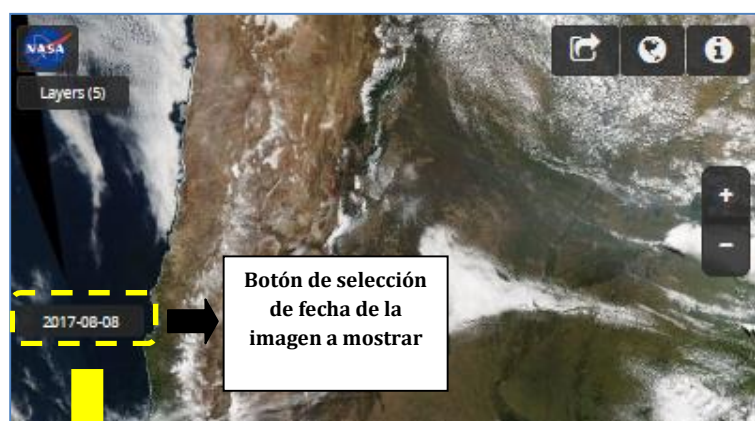 NASA
Layers (5)
Botón de selección
de fecha de la
imagen a mostrar
2017-08-08
+
−